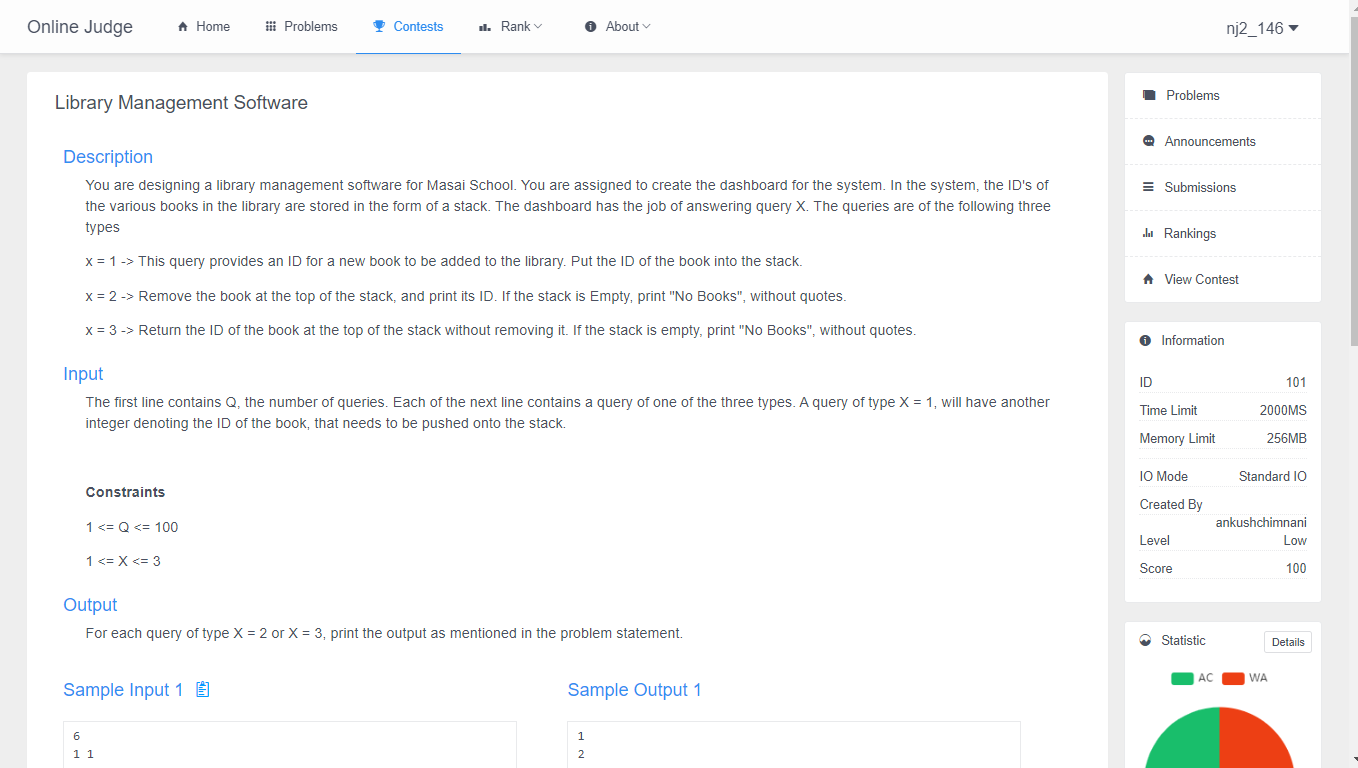 Online Judge
Home
Problems
Contests
Rank
About
nj2_146
Library Management Software
Description
You are designing a library management software for Masai School. You are assigned to create the dashboard for the system. In the system, the ID's of
the various books in the library are stored in the form of a stack. The dashboard has the job of answering query X. The queries are of the following three
types
x = 1 -> This query provides an ID for a new book to be added to the library. Put the ID of the book into the stack.
x = 2 -> Remove the book at the top of the stack, and print its ID. If the stack is Empty, print "No Books", without quotes.
x = 3 -> Return the ID of the book at the top of the stack without removing it. If the stack is empty, print "No Books", without quotes.
Input
The first line contains Q, the number of queries. Each of the next line contains a query of one of the three types. A query of type X = 1, will have another
integer denoting the ID of the book, that needs to be pushed onto the stack.
Constraints
1 <= Q <= 100
1 <= X <= 3
Output
For each query of type X = 2 or X = 3, print the output as mentioned in the problem statement.
Sample Input 1
6
1 1
Sample Output 1
1
2
Problems
Announcements
Submissions
Rankings
View Contest
Information
ID 101
Time Limit 2000MS
Memory Limit 256MB
IO Mode Standard IO
Created By
ankushchimnani
Level Low
Score 100
Statistic Details
AC WA